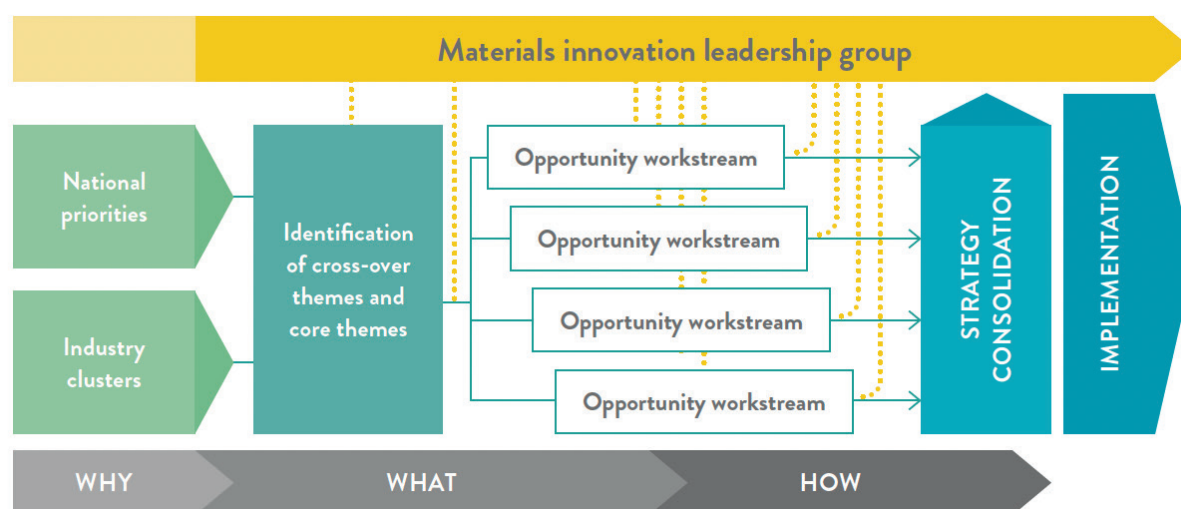 Materials innovation leadership group
National
priorities
Industry
clusters
Identification
of cross-over
themes and
core themes
Opportunity workstream
Opportunity workstream
Opportunity workstream
Opportunity workstream
STRATEGY
CONSOLIDATION
IMPLEMENTATION
WHY
WHAT
HOW